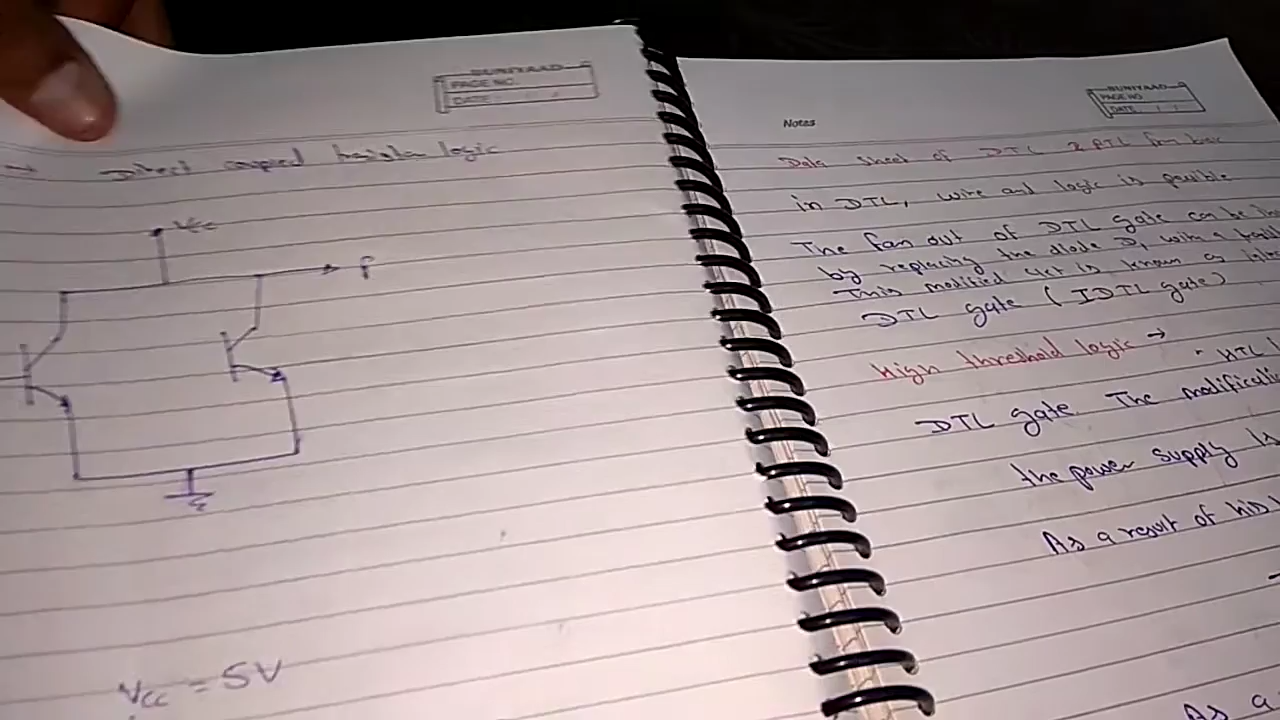 BUNIYAAD
PAGE NO.
DATE / /
Direct coupled transistor logic
Vcc
F
VCC = 5V
BUNIYAAD
PAGE NO
DATE / /
Notes
Data sheet of DTL & RTL from
in DTL, wire and logic is possible
The fan out of DTL gate can be
by replacing the diode D, with a
This modified ckt is known as
DTL gate ( IDTL gate)
High threshold logic →
HTL
DTL gate. The
the power supply is
As a result of his
As a